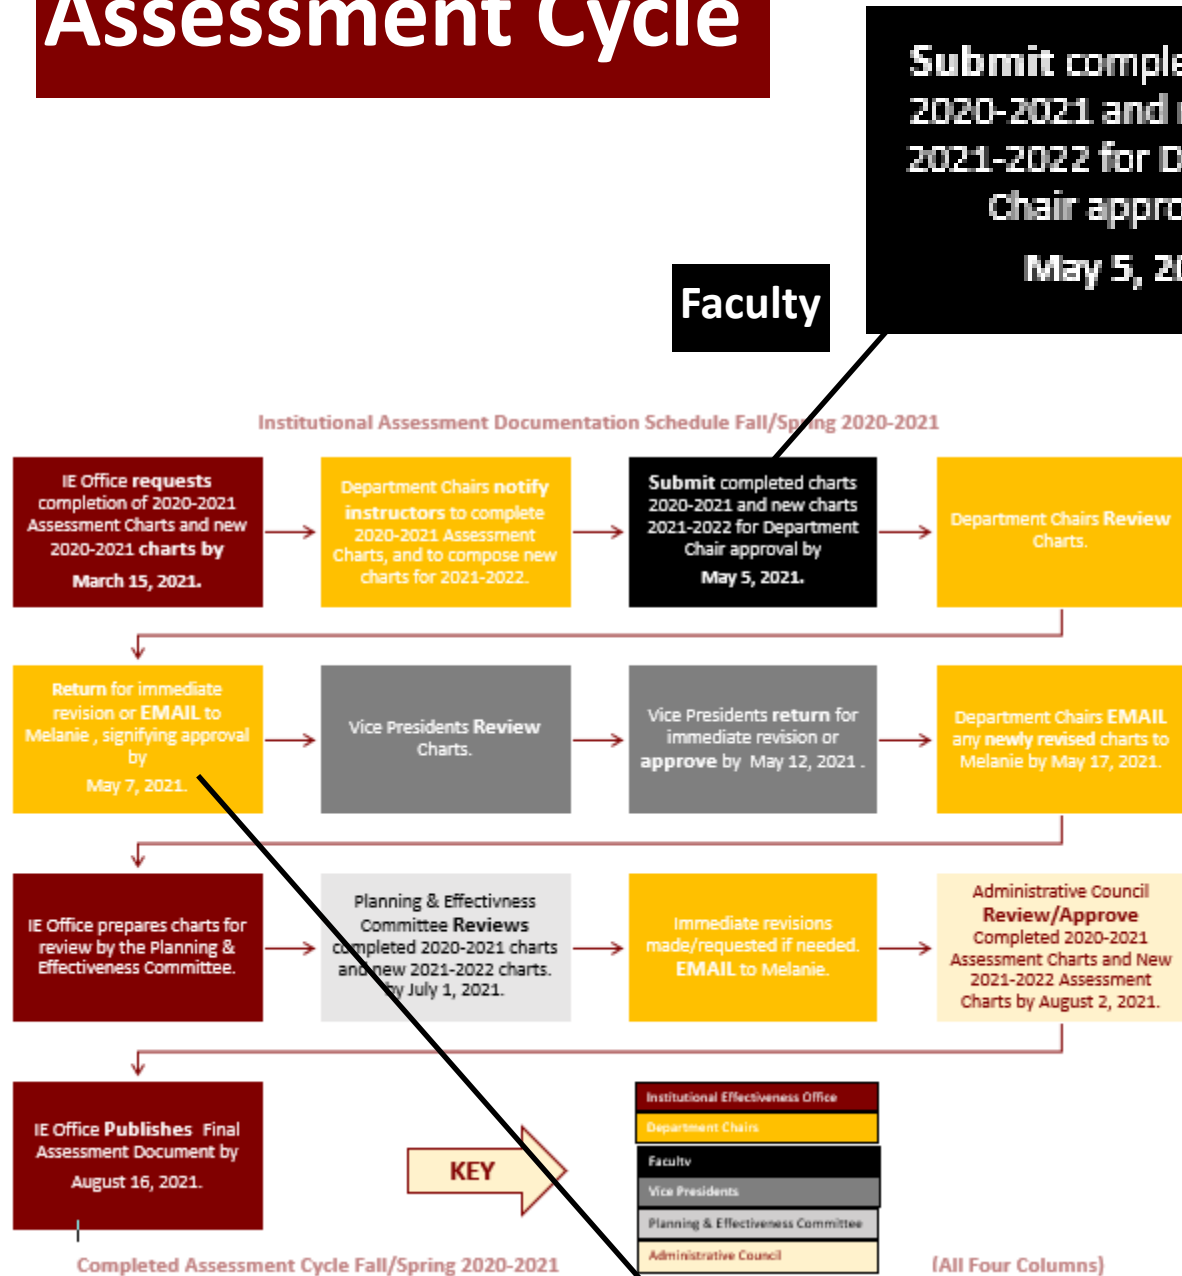 Assessment Cycle
Submit
2020-2021 and
2021-2022 for
Chair
May 5,
Faculty
Institutional Assessment Documentation Schedule Fall/Spring 2020-2021
IE Office requests
completion of 2020-2021
Assessment Charts and new
2020-2021 charts by
March 15, 2021.
Department Chairs notify
instructors to complete
2020-2021 Assessment
Charts, and to compose new
charts for 2021-2022.
Submit completed charts
2020-2021 and new charts
2021-2022 for Department
Chair approval by
May 5, 2021.
Department Chairs Review
Charts.
Return for immediate
revision or EMAIL to
Melanie , signifying approval
by
May 7, 2021.
Vice Presidents Review
Charts.
Vice Presidents return for
immediate revision or
approve by May 12, 2021 .
Department Chairs EMAIL
any newly revised charts to
Melanie by May 17, 2021.
IE Office prepares charts for
review by the Planning &
Effectiveness Committee.
Planning & Effectivness
Committee Reviews
completed 2020-2021 charts
and new 2021-2022 charts.
by July 1, 2021.
Immediate revisions
made/requested if needed.
EMAIL to Melanie.
Administrative Council
Review/Approve
Completed 2020-2021
Assessment Charts and New
2021-2022 Assessment
Charts by August 2, 2021.
IE Office Publishes Final
Assessment Document by
August 16, 2021.
KEY
Institutional Effectiveness Office
Department Chairs
Faculty
Vice Presidents
Planning & Effectiveness Committee
Administrative Council
Completed Assessment Cycle Fall/Spring 2020-2021
(All Four Columns)